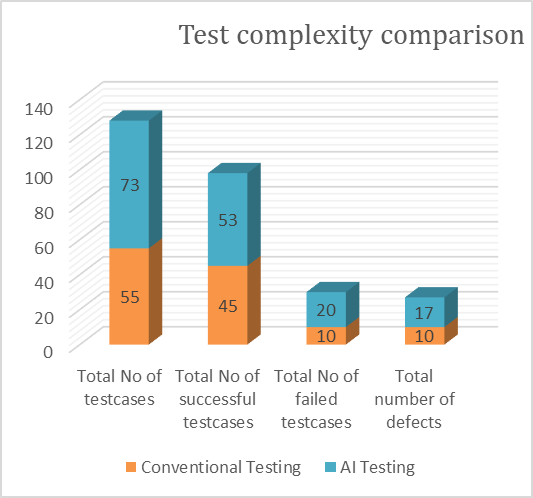 Test complexity comparison
140
120
100
80
60
40
20
0
73
53
20
17
55
45
10
10
Total No of
testcases
Total No of
successful
testcases
Total No of
failed
testcases
Total
number of
defects
Conventional Testing
AI Testing